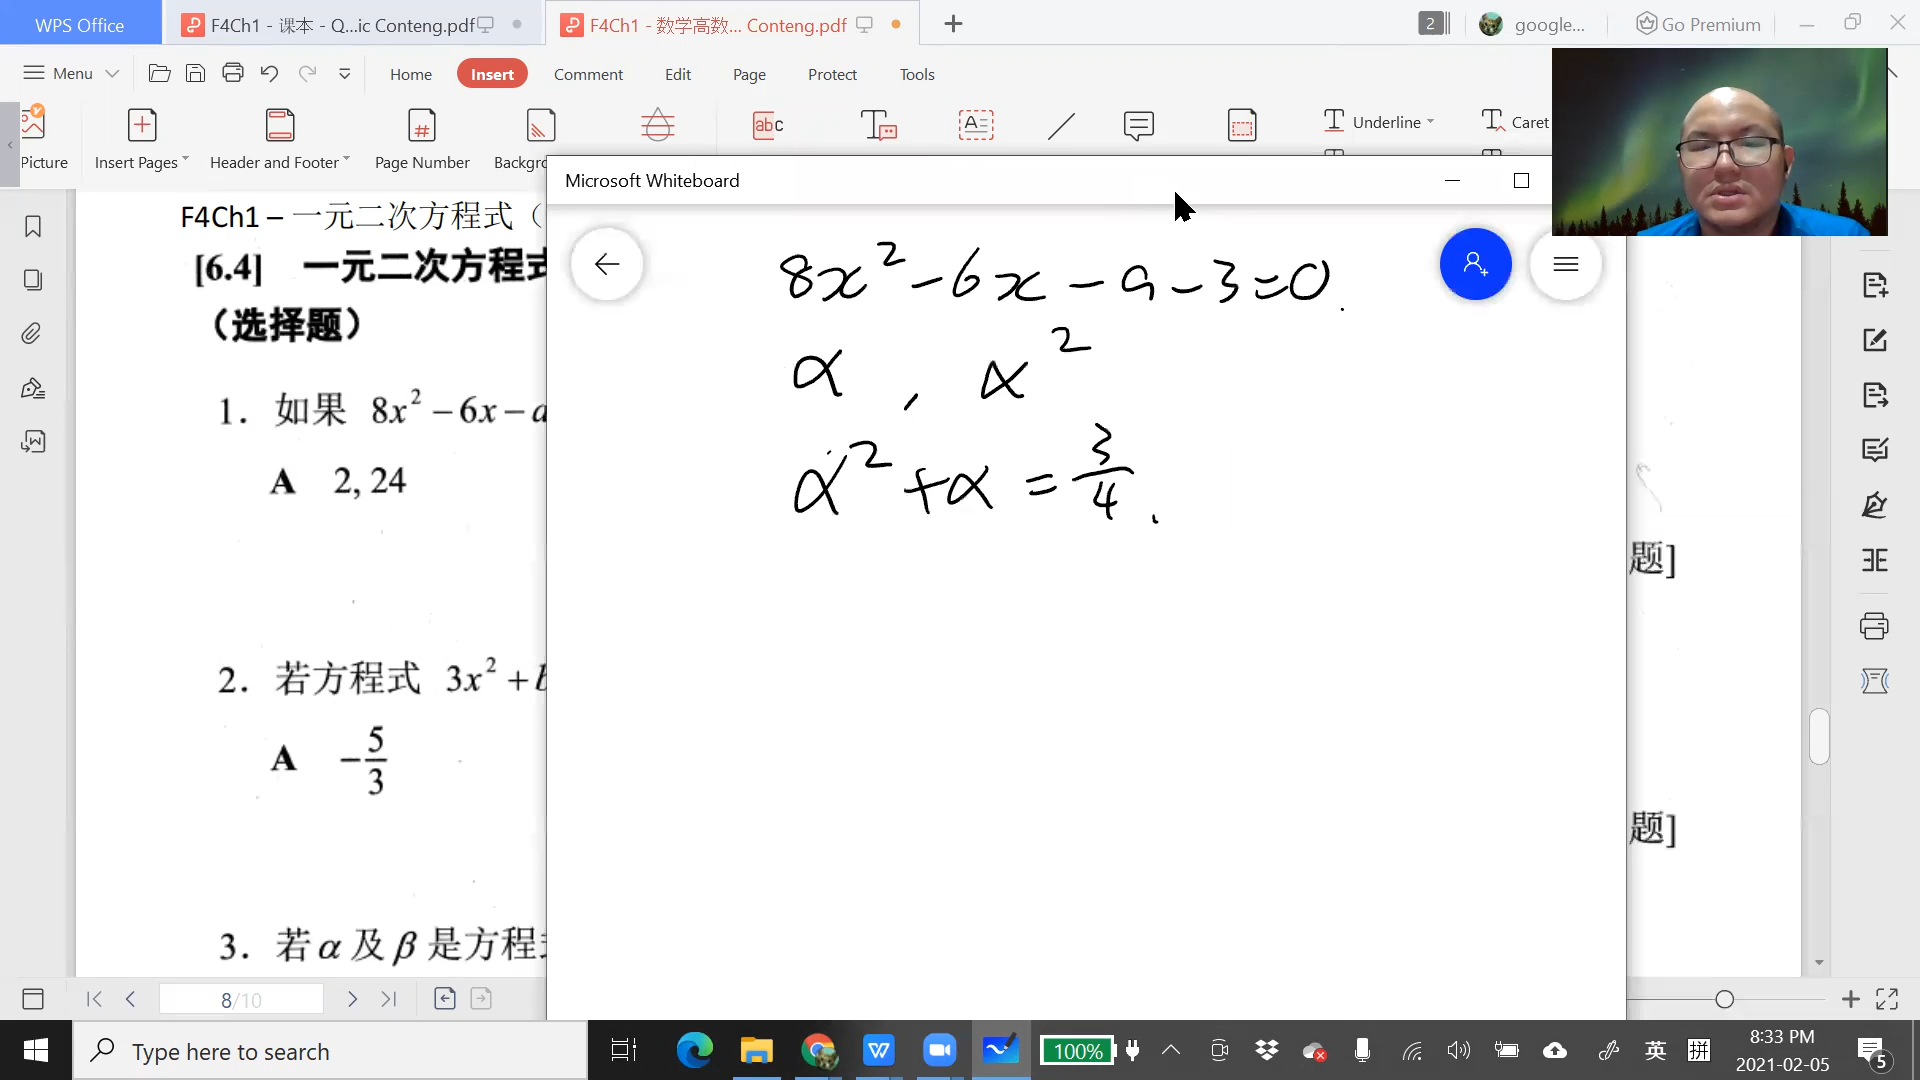 WPS Office
F4Ch1 - 课本 - Q...ic Conteng.pdf
F4Ch1 - 数学高数... Conteng.pdf
2
google...
Go Premium
Menu
Home
Insert
Comment
Edit
Page
Protect
Tools
Picture
Insert Pages
Header and Footer
Page Number
Backgro
Underline
Caret
Microsoft Whiteboard
F4Ch1 – 一元二次方程式（
[6.4] 一元二次方程式
（选择题）
1. 如果 8x² − 6x − a
A 2, 24
2. 若方程式 3x² + b
A −5/3
3. 若 α 及 β 是方程式
8x² − 6x − a − 3 = 0.
α , α²
α² + α = 3/4.
题]
题]
8/10
Type here to search
100%
英
拼
8:33 PM
2021-02-05
5